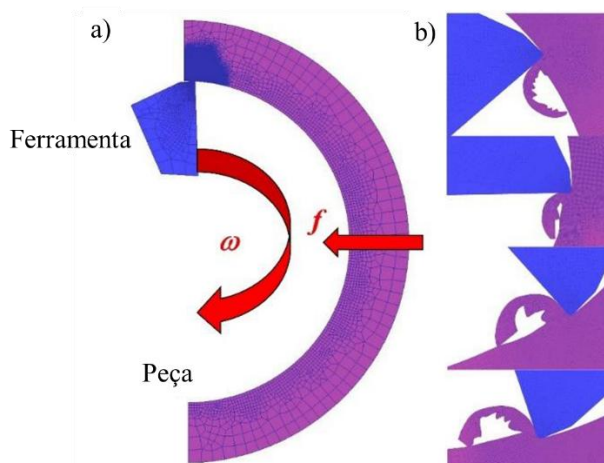 a)
b)
Ferramenta
ω
f
Peça